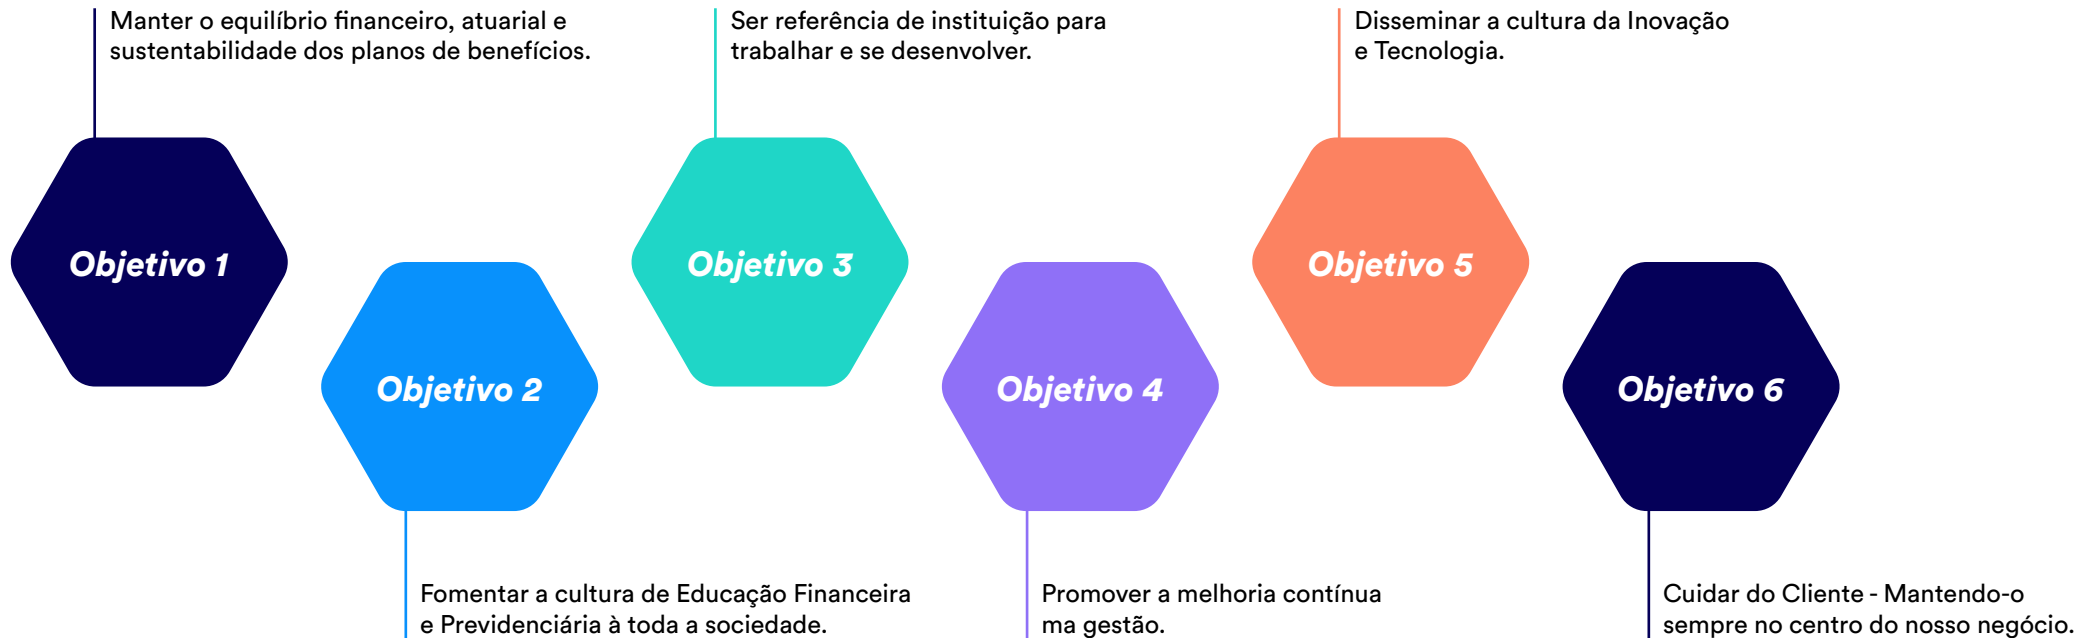 Manter o equilíbrio financeiro, atuarial e
sustentabilidade dos planos de benefícios.
Ser referência de instituição para
trabalhar e se desenvolver.
Disseminar a cultura da Inovação
e Tecnologia.
Objetivo 1
Objetivo 3
Objetivo 5
Objetivo 2
Objetivo 4
Objetivo 6
Fomentar a cultura de Educação Financeira
e Previdenciária à toda a sociedade.
Promover a melhoria contínua
ma gestão.
Cuidar do Cliente - Mantendo-o
sempre no centro do nosso negócio.